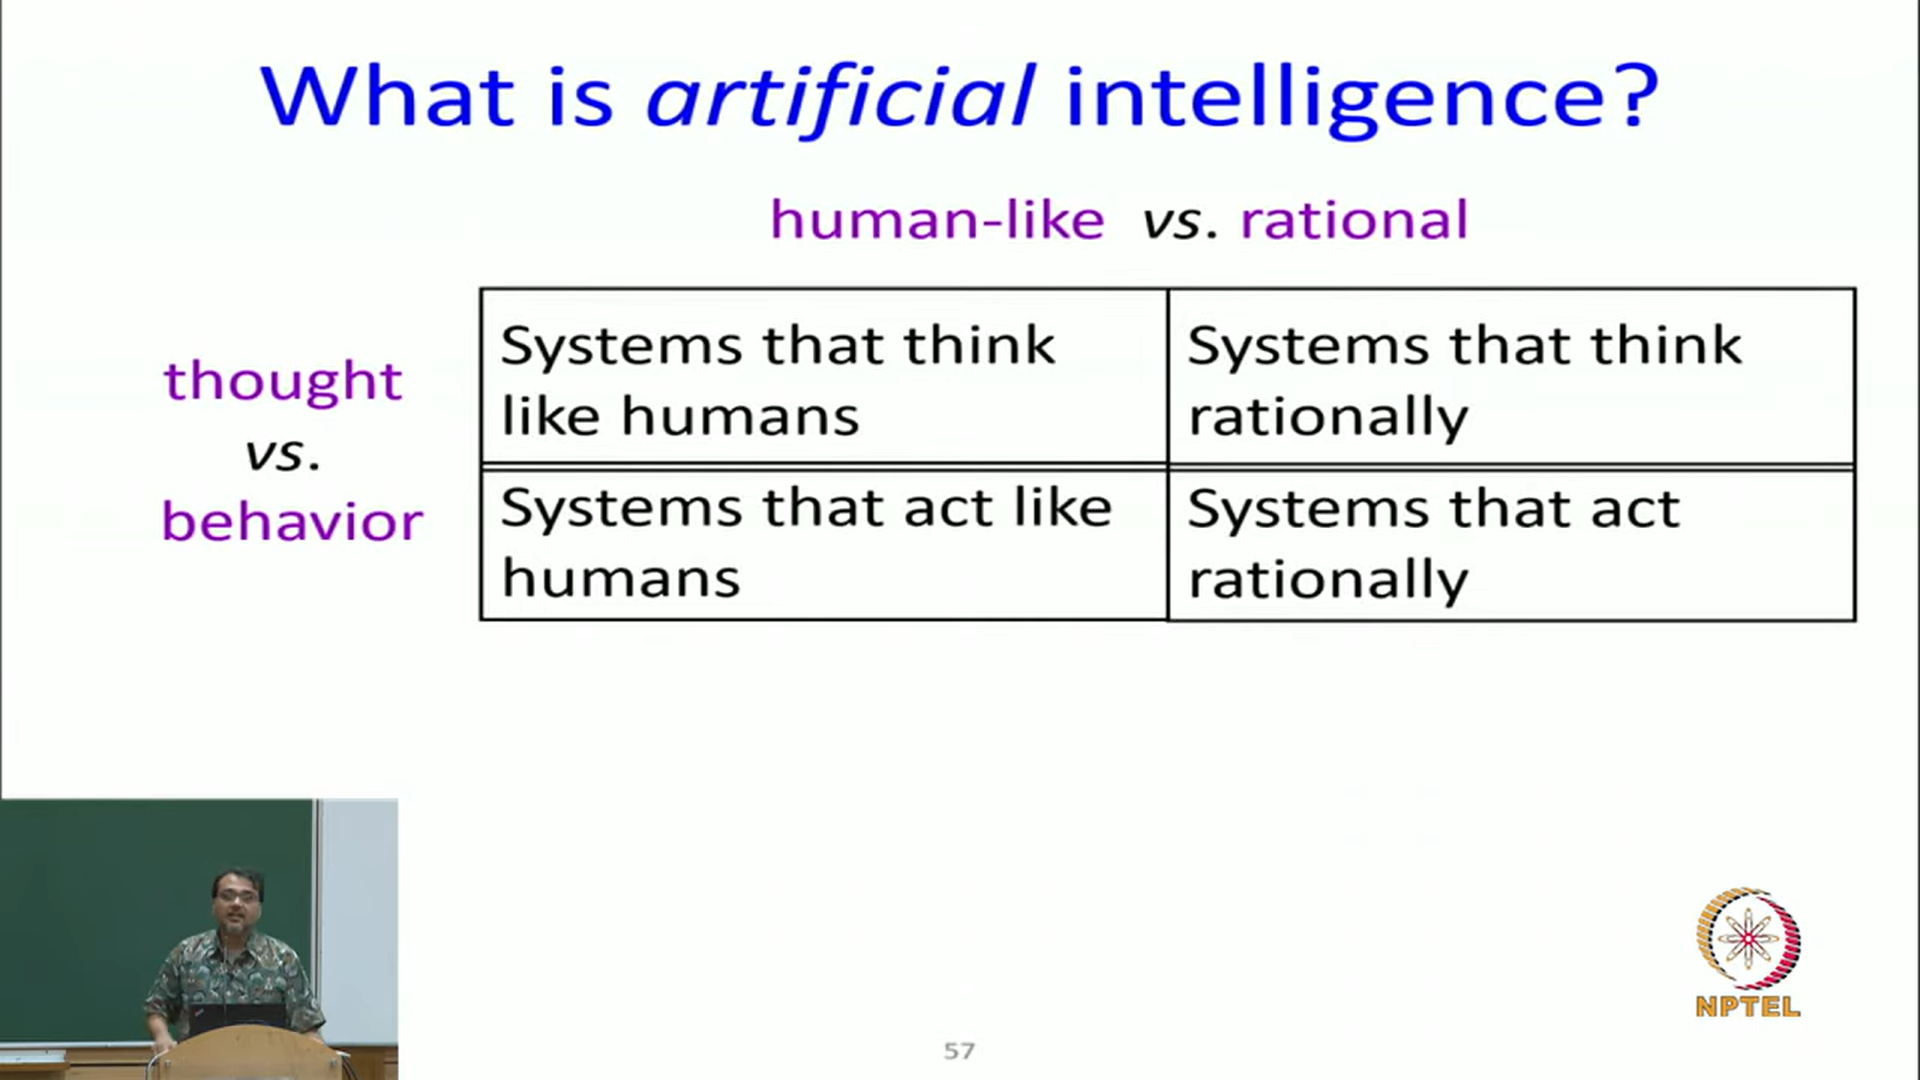 What is artificial intelligence?
human-like vs. rational
thought
vs.
behavior
Systems that think
like humans
Systems that think
rationally
Systems that act like
humans
Systems that act
rationally
NPTEL
57